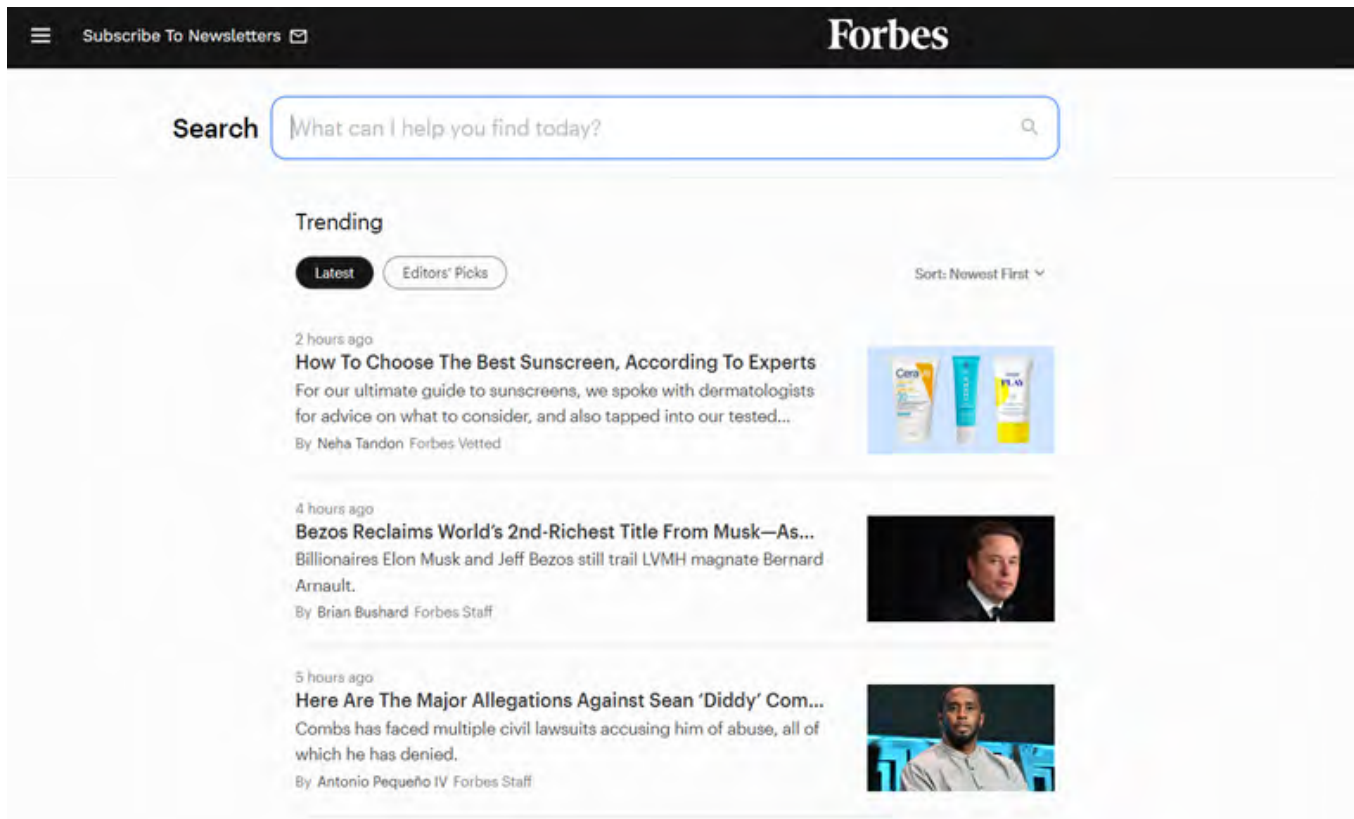 Subscribe To Newsletters
Forbes
Search
What can I help you find today?
Trending
Latest
Editors' Picks
Sort: Newest First
2 hours ago
How To Choose The Best Sunscreen, According To Experts
For our ultimate guide to sunscreens, we spoke with dermatologists
for advice on what to consider, and also tapped into our tested...
By Neha Tandon Forbes Vetted
Cera
PLAY
4 hours ago
Bezos Reclaims World's 2nd-Richest Title From Musk—As...
Billionaires Elon Musk and Jeff Bezos still trail LVMH magnate Bernard
Arnault.
By Brian Bushard Forbes Staff
5 hours ago
Here Are The Major Allegations Against Sean ‘Diddy’ Com...
Combs has faced multiple civil lawsuits accusing him of abuse, all of
which he has denied.
By Antonio Pequeño IV Forbes Staff